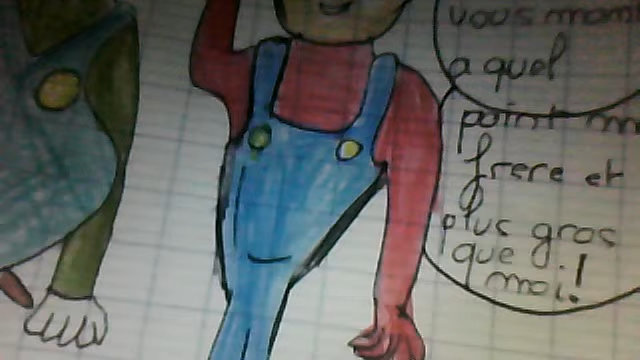 vous
a quel
point
frere et
plus gros
que
moi!